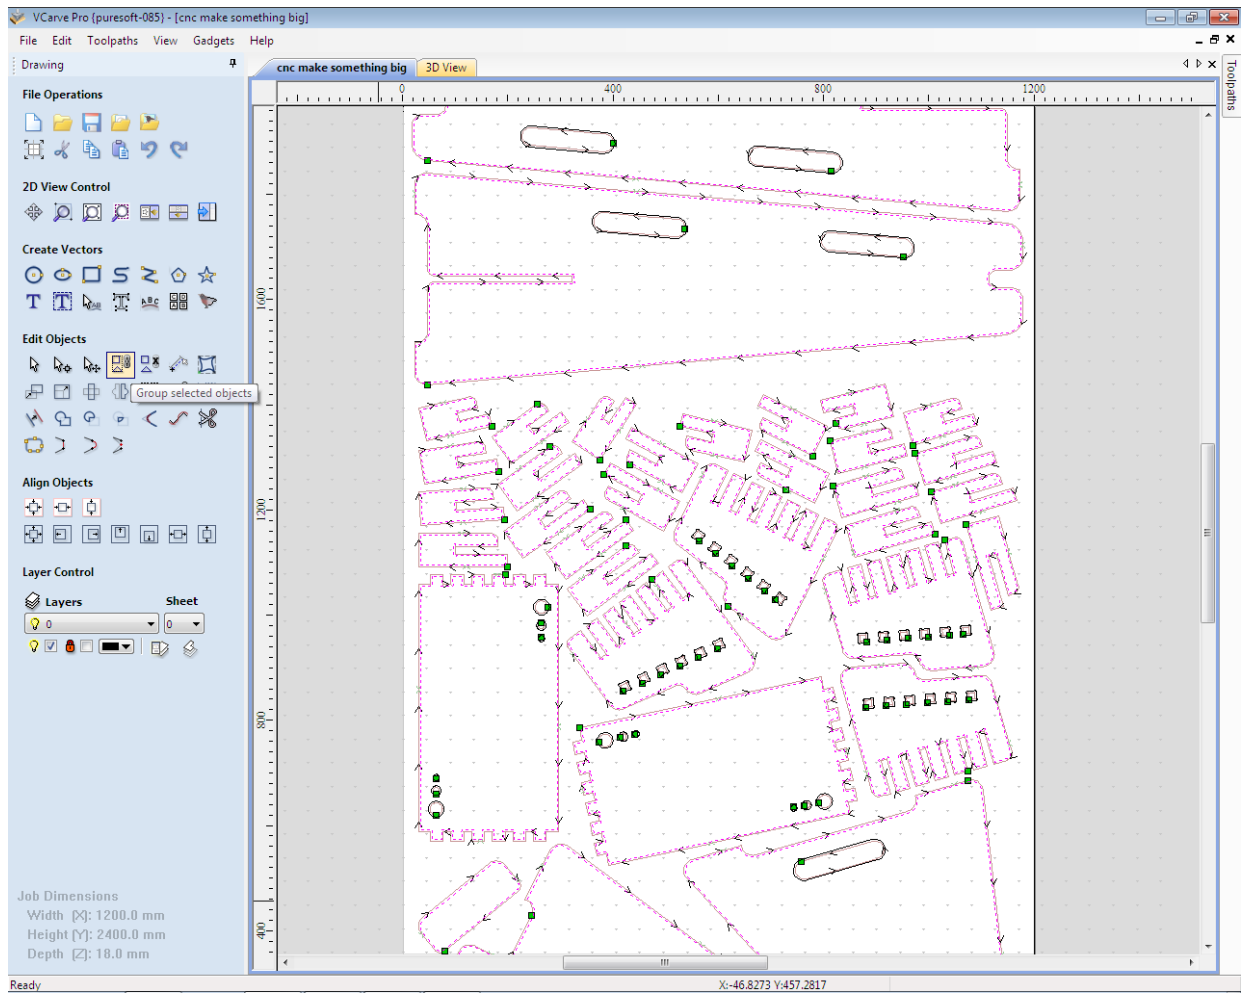 VCarve Pro {puresoft-085} - [cnc make something big]
File Edit Toolpaths View Gadgets Help
Drawing
cnc make something big
3D View
Toolpaths
File Operations
2D View Control
Create Vectors
Edit Objects
Group selected objects
Align Objects
Layer Control
Layers Sheet
0 0
Job Dimensions
Width (X): 1200.0 mm
Height (Y): 2400.0 mm
Depth (Z): 18.0 mm
0 400 800 1200
1600
1200
800
400
Ready
X:-46.8273 Y:457.2817